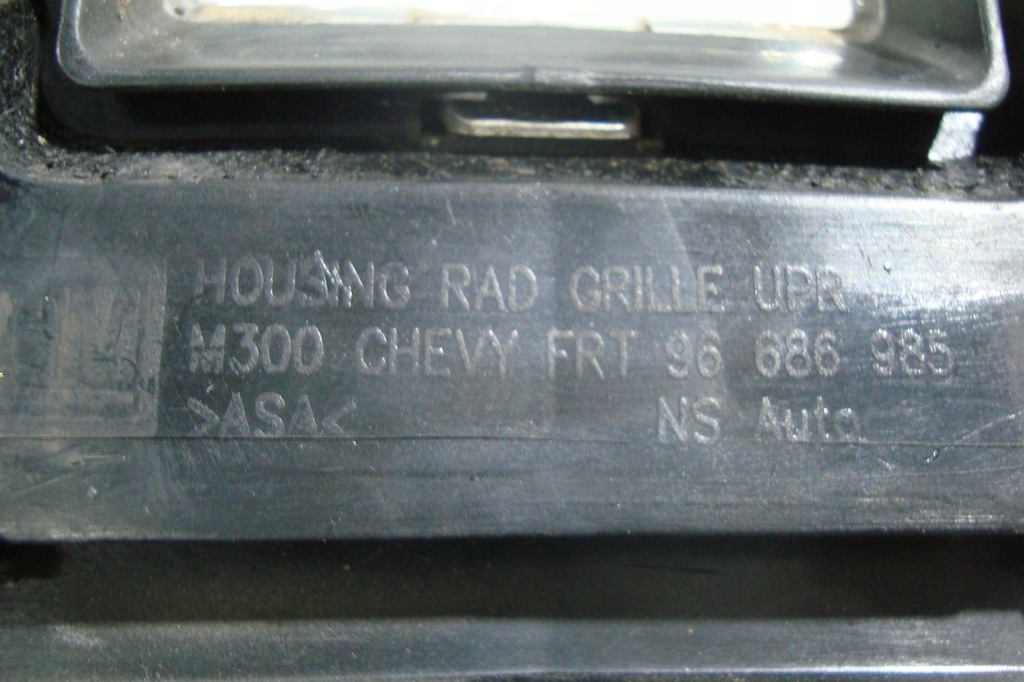 HOUSING RAD GRILLE UPR
M300 CHEVY FRT 96 686 985
>ASA< NS Auto.